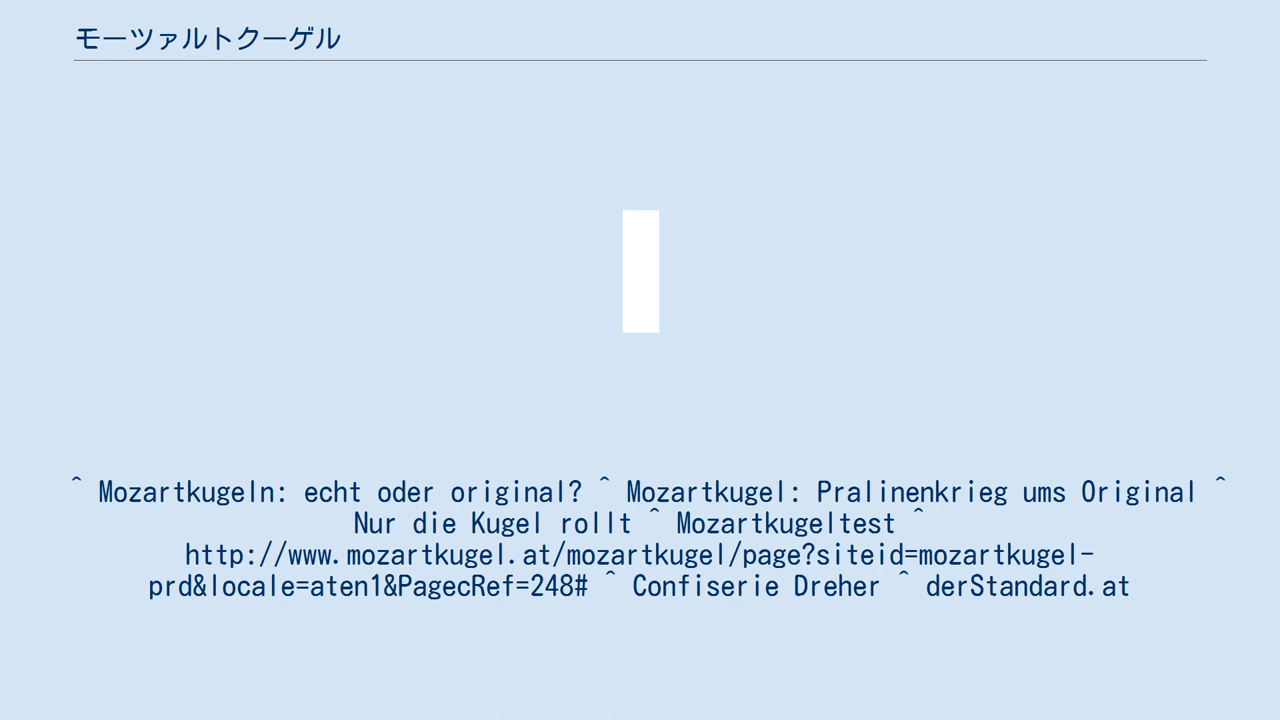 モーツァルトクーゲル
^ Mozartkugeln: echt oder original? ^ Mozartkugel: Pralinenkrieg ums Original ^
Nur die Kugel rollt ^ Mozartkugeltest ^
http://www.mozartkugel.at/mozartkugel/page?siteid=mozartkugel-
prd&locale=aten1&PagecRef=248# ^ Confiserie Dreher ^ derStandard.at